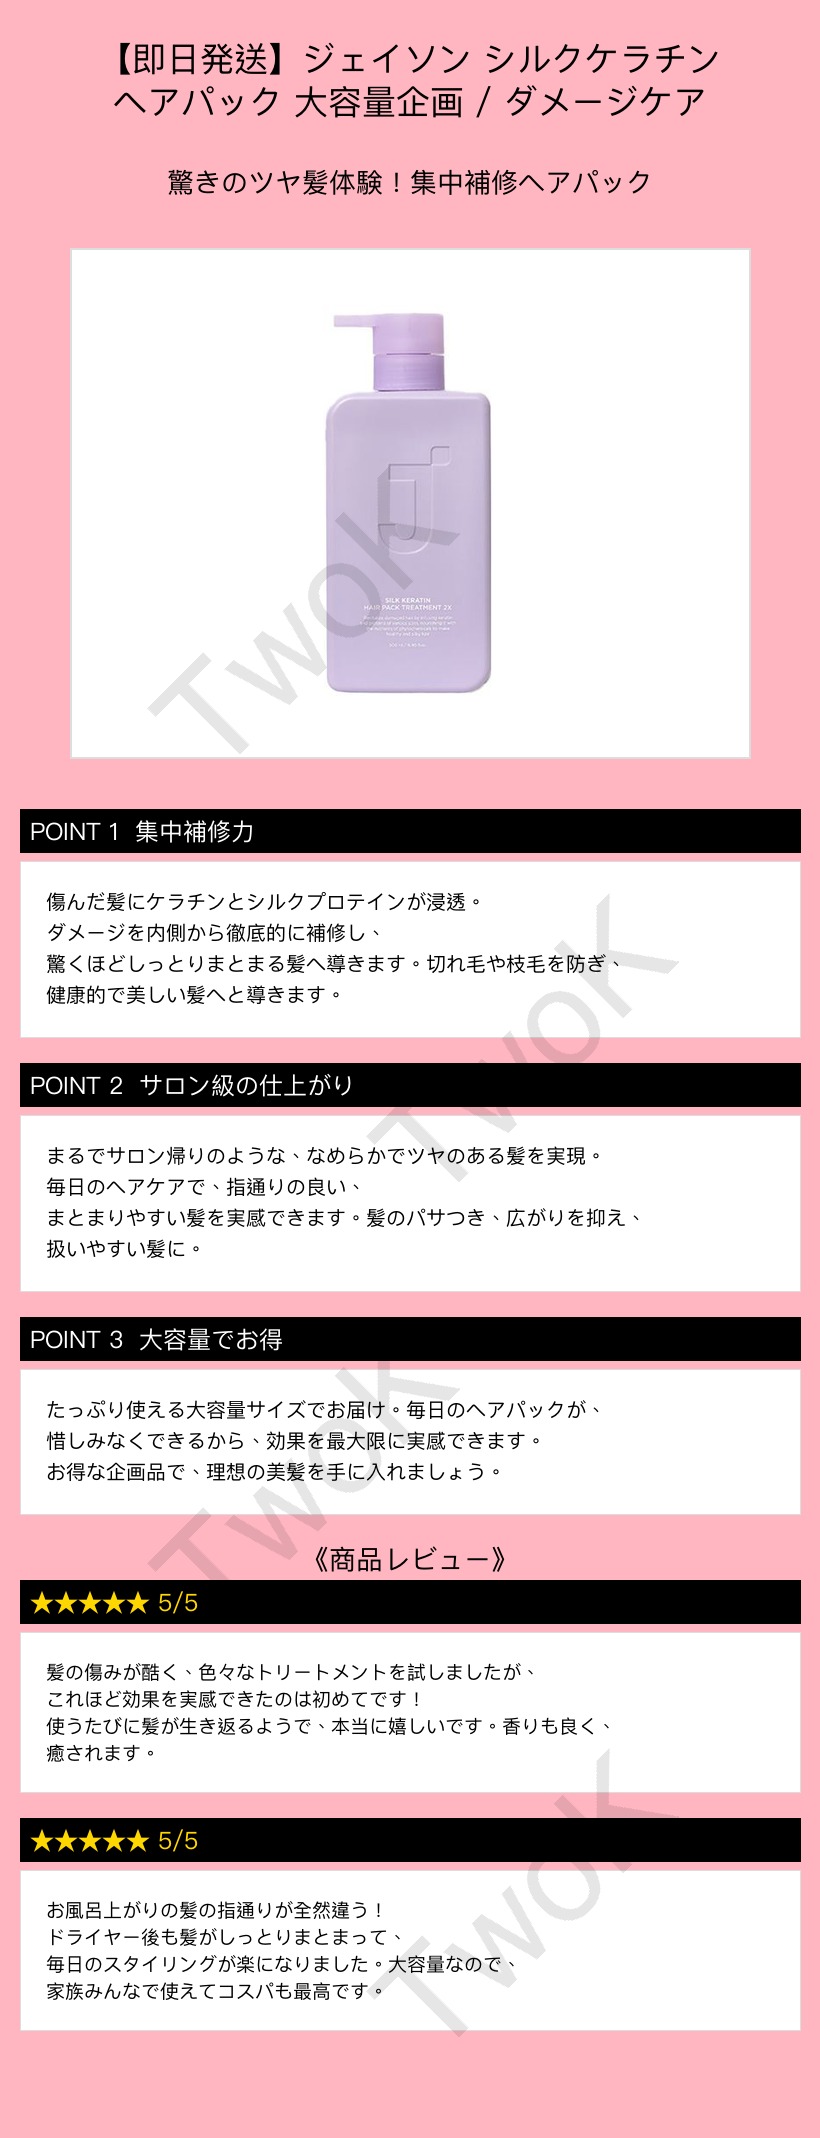 【即日発送】ジェイソン シルクケラチン
ヘアパック 大容量企画 / ダメージケア
驚きのツヤ髪体験！集中補修ヘアパック
SILK KERATIN
HAIR PACK TREATMENT 2X
TwoK
POINT 1 集中補修力
傷んだ髪にケラチンとシルクプロテインが浸透。
ダメージを内側から徹底的に補修し、
驚くほどしっとりまとまる髪へ導きます。切れ毛や枝毛を防ぎ、
健康的で美しい髪へと導きます。
TwoK
POINT 2 サロン級の仕上がり
まるでサロン帰りのような、なめらかでツヤのある髪を実現。
毎日のヘアケアで、指通りの良い、
まとまりやすい髪を実感できます。髪のパサつき、広がりを抑え、
扱いやすい髪に。
POINT 3 大容量でお得
たっぷり使える大容量サイズでお届け。毎日のヘアパックが、
惜しみなくできるから、効果を最大限に実感できます。
お得な企画品で、理想の美髪を手に入れましょう。
TwoK
《商品レビュー》
★★★★★ 5/5
髪の傷みが酷く、色々なトリートメントを試しましたが、
これほど効果を実感できたのは初めてです！
使うたびに髪が生き返るようで、本当に嬉しいです。香りも良く、
癒されます。
★★★★★ 5/5
お風呂上がりの髪の指通りが全然違う！
ドライヤー後も髪がしっとりまとまって、
毎日のスタイリングが楽になりました。大容量なので、
家族みんなで使えてコスパも最高です。
TwoK